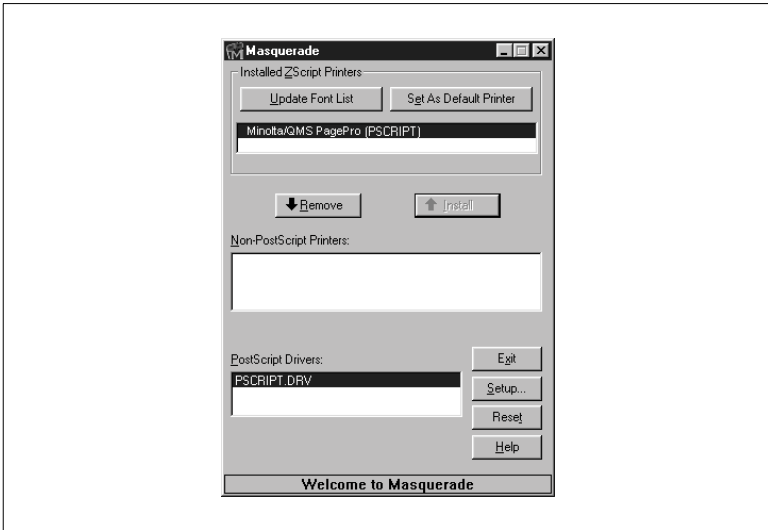 Masquerade
Installed ZScript Printers
Update Font List Set As Default Printer
Minolta/QMS PagePro (PSCRIPT)
Remove Install
Non-PostScript Printers:
PostScript Drivers:
PSCRIPT.DRV
Exit
Setup...
Reset
Help
Welcome to Masquerade